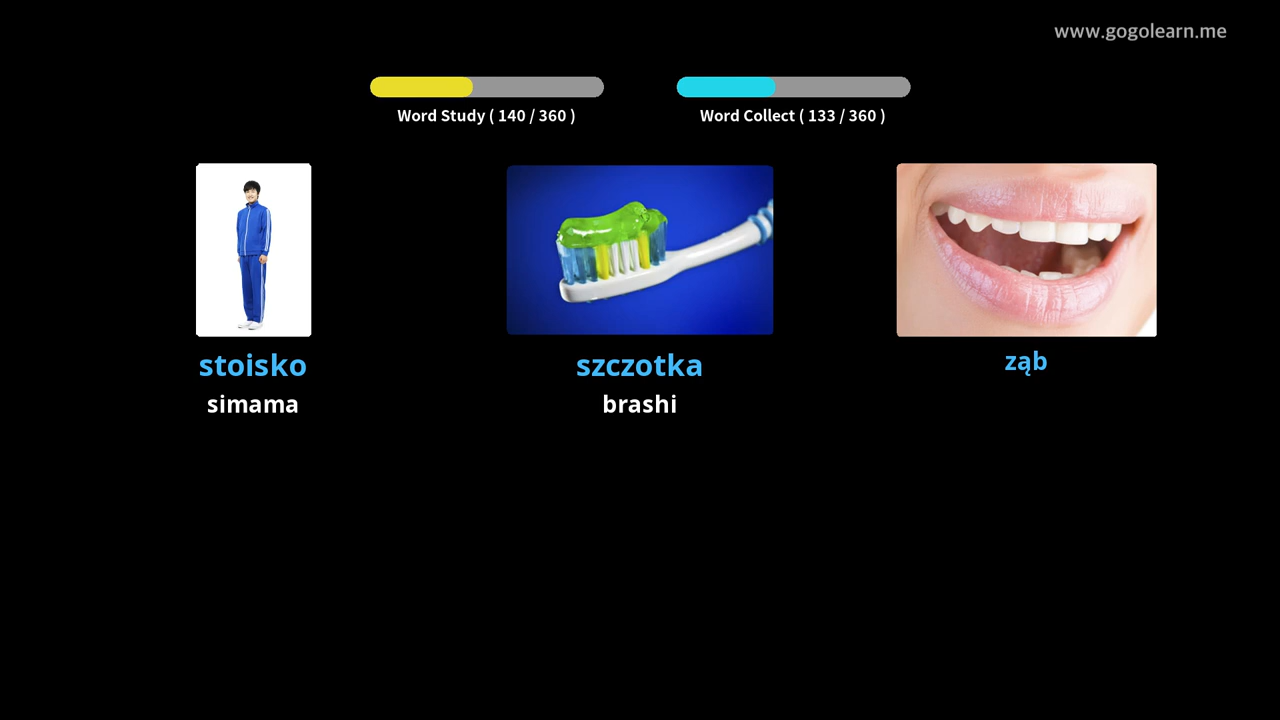 www.gogolearn.me
Word Study ( 140 / 360 )
Word Collect ( 133 / 360 )
stoisko
simama
szczotka
brashi
ząb